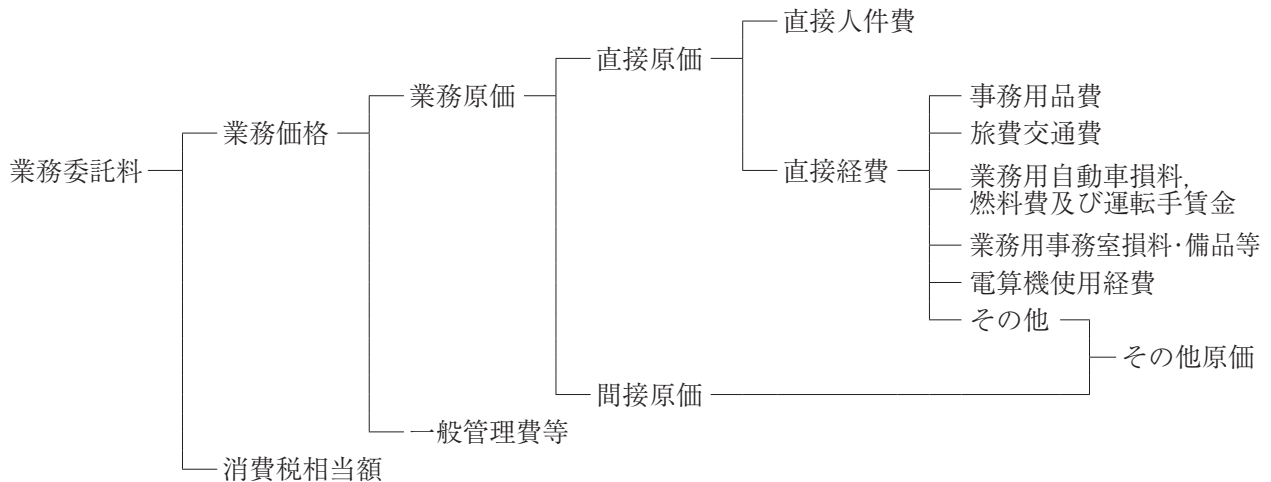 直接人件費
直接原価
業務原価
事務用品費
業務価格
旅費交通費
業務委託料
直接経費
業務用自動車損料,
燃料費及び運転手賃金
業務用事務室損料・備品等
電算機使用経費
その他
その他原価
間接原価
一般管理費等
消費税相当額